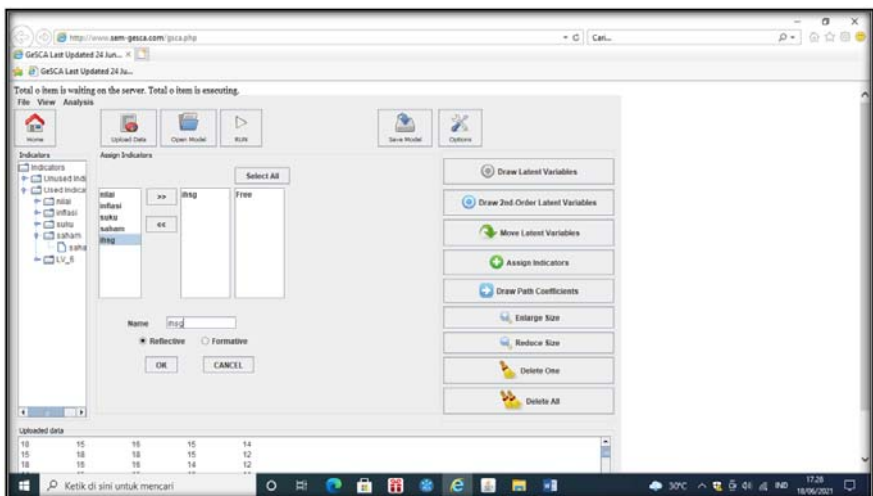 http://www.sem-gesca.com/gsca.php
Cari...
GeSCA Last Updated 24 Jun...
GeSCA Last Updated 24 Ju...
Total 0 item is waiting on the server. Total 0 item is executing.
File View Analysis
Home Upload Data Open Model RUN Save Model Options
Indicators
Indicators
Unused Indi
Used Indica
nilai
inflasi
suku
saham
saha
LV_6
Assign Indicators
Select All
nilai
inflasi
suku
saham
ihsg
>>
<<
ihsg
Free
Name ihsg
Reflective Formative
OK CANCEL
Draw Latent Variables
Draw 2nd-Order Latent Variables
Move Latent Variables
Assign Indicators
Draw Path Coefficients
Enlarge Size
Reduce Size
Delete One
Delete All
Uploaded data
18 15 16 15 14
15 18 18 15 12
18 15 16 14 12
Ketik di sini untuk mencari
30°C
IND
17.28
18/06/2021